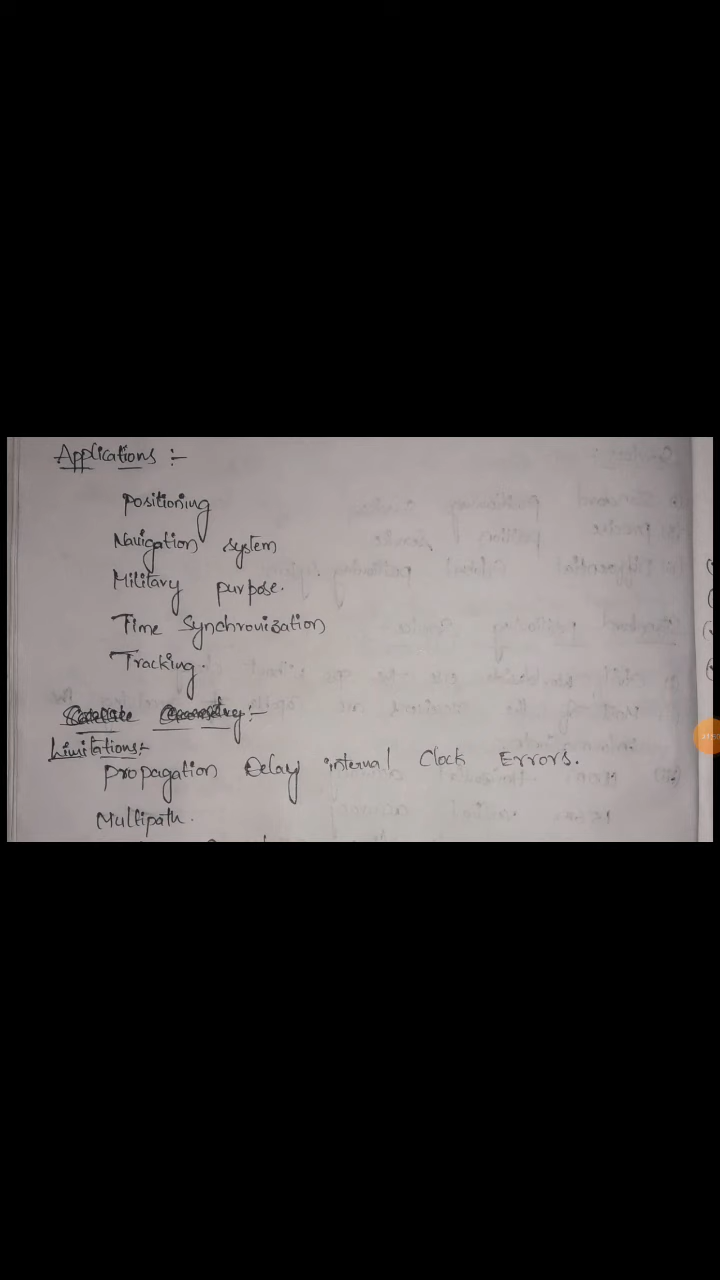 Applications :-
Positioning
Navigation system
Military purpose.
Time Synchronization
Tracking.
Limitations:-
Propagation Delay internal Clock Errors.
Multipath.